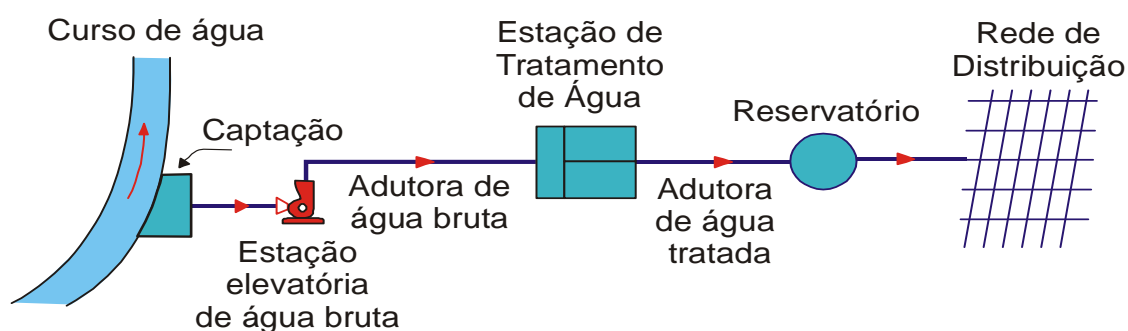 Curso de água
Captação
Estação
elevatória
de água bruta
Adutora de
água bruta
Estação de
Tratamento
de Água
Adutora
de água
tratada
Reservatório
Rede de
Distribuição